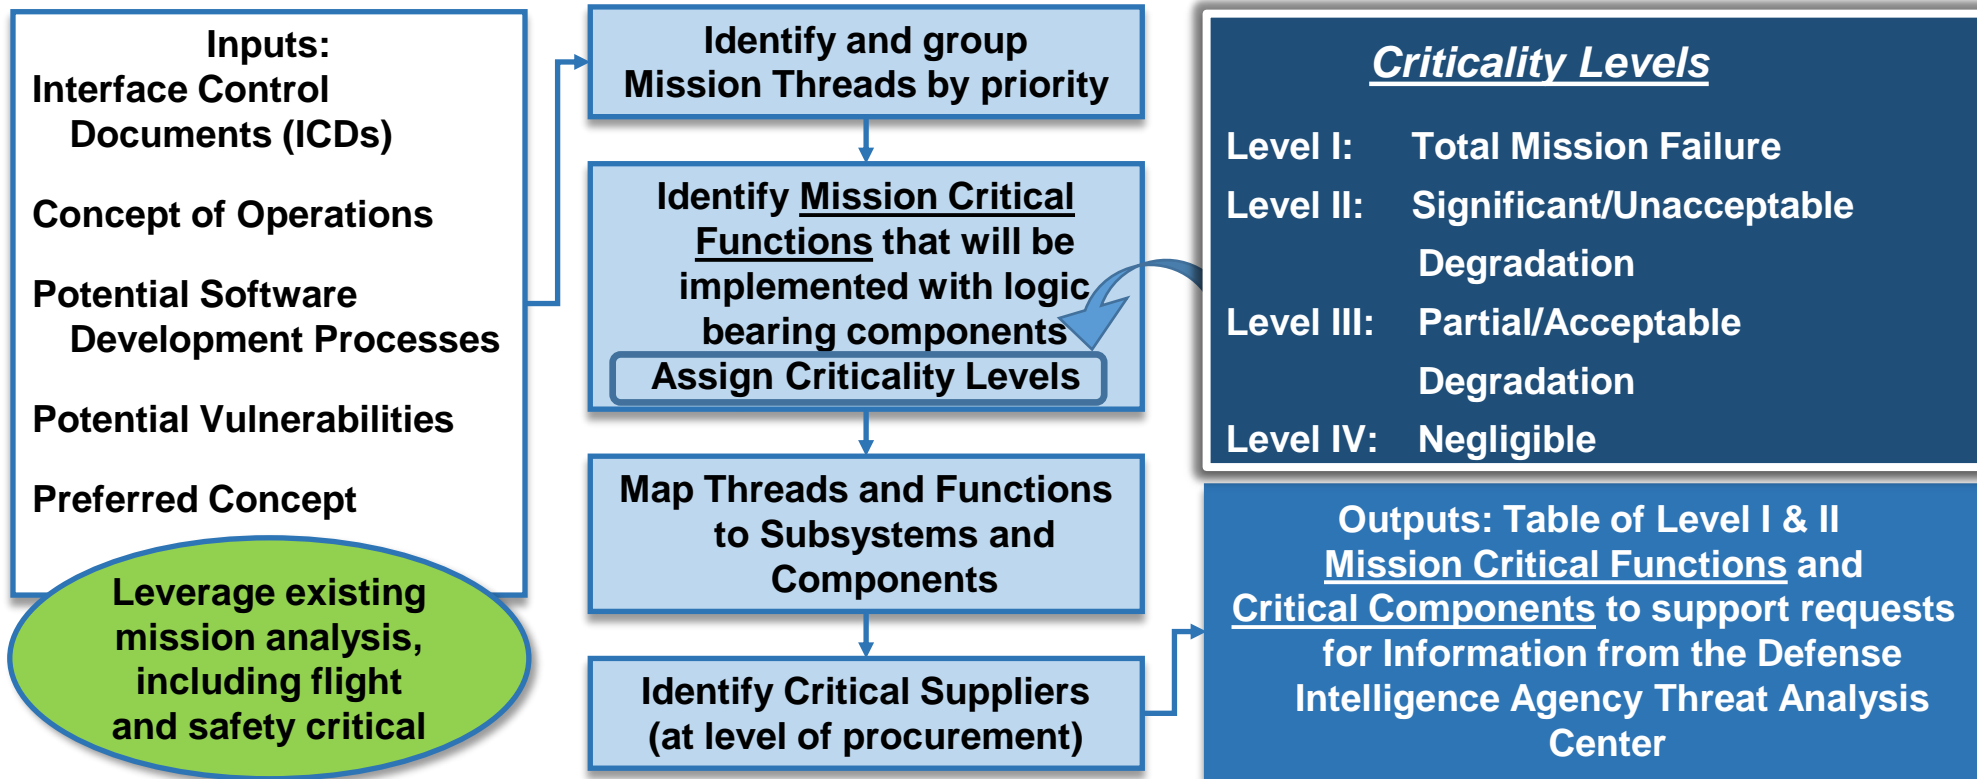 Inputs:
Interface Control
Documents (ICDs)
Concept of Operations
Potential Software
Development Processes
Potential Vulnerabilities
Preferred Concept
Leverage existing
mission analysis,
including flight
and safety critical
Identify and group
Mission Threads by priority
Identify Mission Critical
Functions that will be
implemented with logic
bearing components
Assign Criticality Levels
Map Threads and Functions
to Subsystems and
Components
Identify Critical Suppliers
(at level of procurement)
Criticality Levels
Level I: Total Mission Failure
Level II: Significant/Unacceptable
Degradation
Level III: Partial/Acceptable
Degradation
Level IV: Negligible
Outputs: Table of Level I & II
Mission Critical Functions and
Critical Components to support requests
for Information from the Defense
Intelligence Agency Threat Analysis
Center